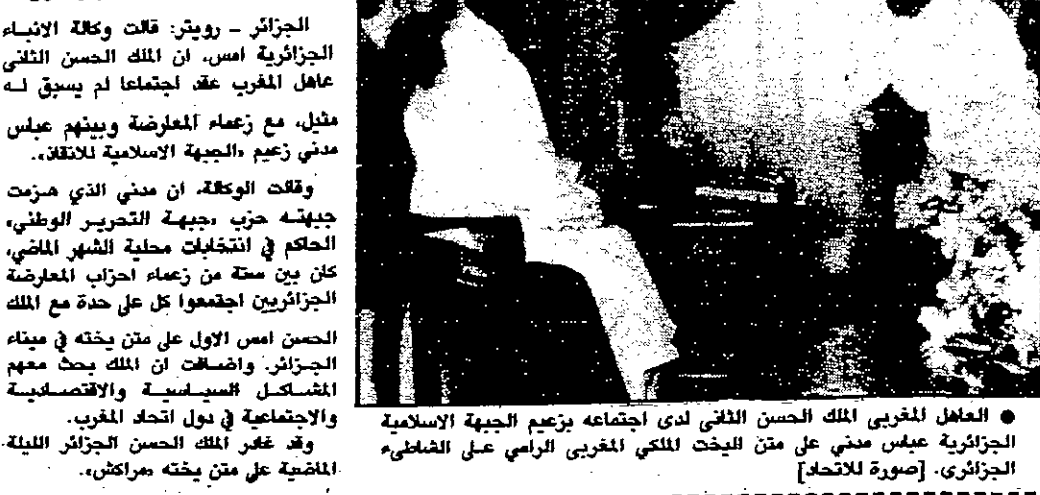 الجزائر ـ رويتر: قالت وكالة الانباء
الجزائرية امس، ان الملك الحسن الثاني
عاهل المغرب عقد اجتماعا لم يسبق له
مثيل، مع زعماء المعارضة وبينهم عباس
مدني زعيم «الجبهة الاسلامية للانقاذ».
وقالت الوكالة، ان مدني الذي هزمت
جبهته حزب «جبهة التحرير الوطني»
الحاكم في انتخابات محلية الشهر الماضي،
كان بين ستة من زعماء احزاب المعارضة
الجزائريين اجتمعوا كل على حدة مع الملك
الحسن امس الاول على متن يخته في ميناء
الجزائر. واضافت ان الملك بحث معهم
المشاكل السياسية والاقتصادية
والاجتماعية في دول اتحاد المغرب.
وقد غادر الملك الحسن الجزائر الليلة
الماضية على متن يخته «مراكش».
● العاهل المغربى الملك الحسن الثانى لدى اجتماعه بزعيم الجبهة الاسلامية
الجزائرية عباس مدني على متن اليخت الملكي المغربى الراسي على الشاطىء
الجزائرى. [صورة للاتحاد]